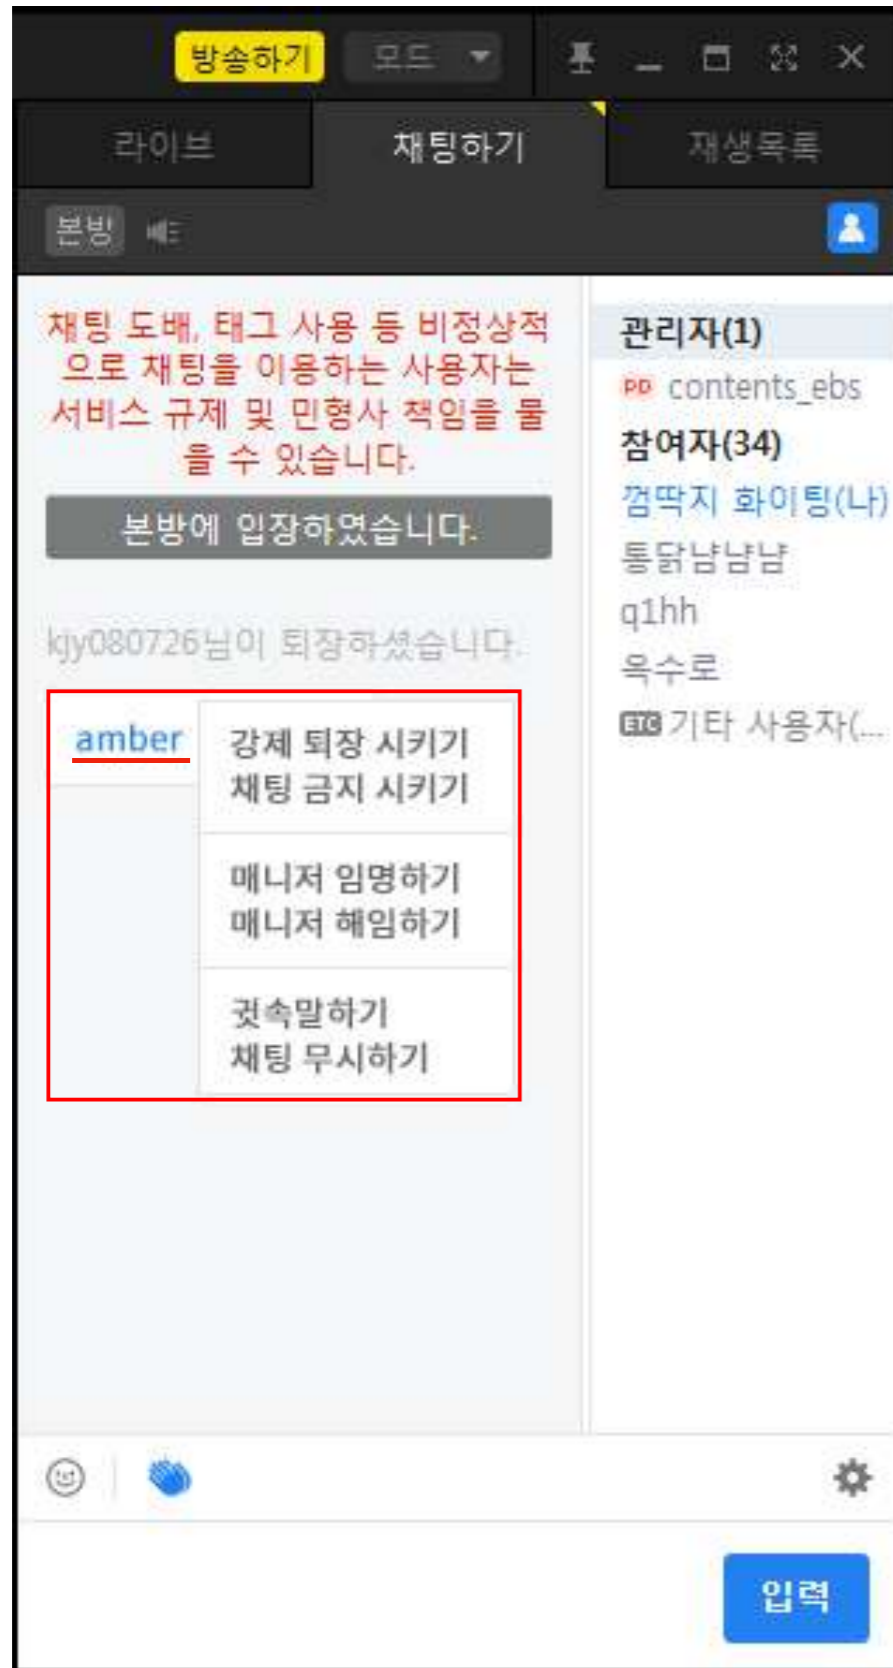 방송하기 모드
라이브 채팅하기 재생목록
본방
채팅 도배, 태그 사용 등 비정상적
으로 채팅을 이용하는 사용자는
서비스 규제 및 민형사 책임을 물
을 수 있습니다.
본방에 입장하였습니다.
kjy080726님이 퇴장하셨습니다.
amber
강제 퇴장 시키기
채팅 금지 시키기
매니저 임명하기
매니저 해임하기
귓속말하기
채팅 무시하기
관리자(1)
PD contents_ebs
참여자(34)
껌딱지 화이팅(나)
통닭냠냠냠
q1hh
옥수로
ETC 기타 사용자(...
입력